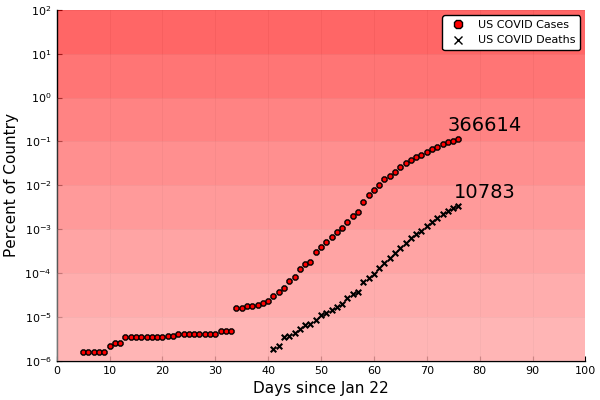 10²
10¹
10⁰
10⁻¹
10⁻²
10⁻³
10⁻⁴
10⁻⁵
10⁻⁶
Percent of Country
US COVID Cases
US COVID Deaths
366614
10783
0 10 20 30 40 50 60 70 80 90 100
Days since Jan 22